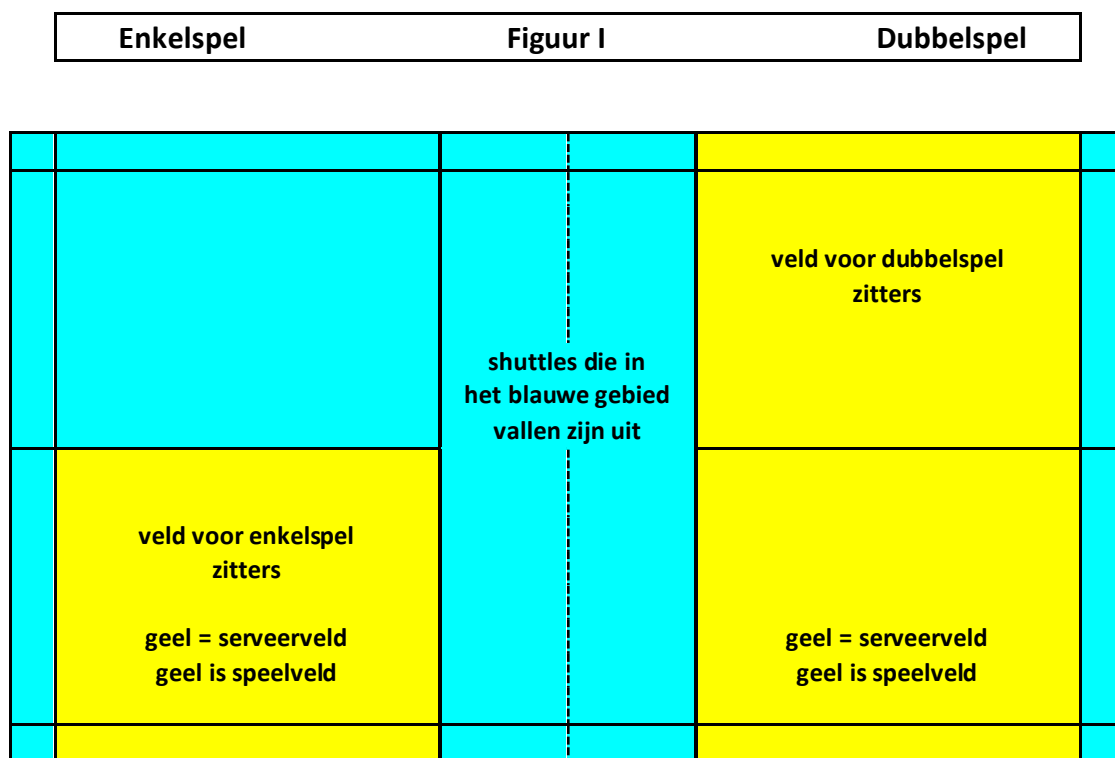 Enkelspel Figuur I Dubbelspel
veld voor dubbelspel
zitters
shuttles die in
het blauwe gebied
vallen zijn uit
veld voor enkelspel
zitters
geel = serveerveld
geel is speelveld
geel = serveerveld
geel is speelveld